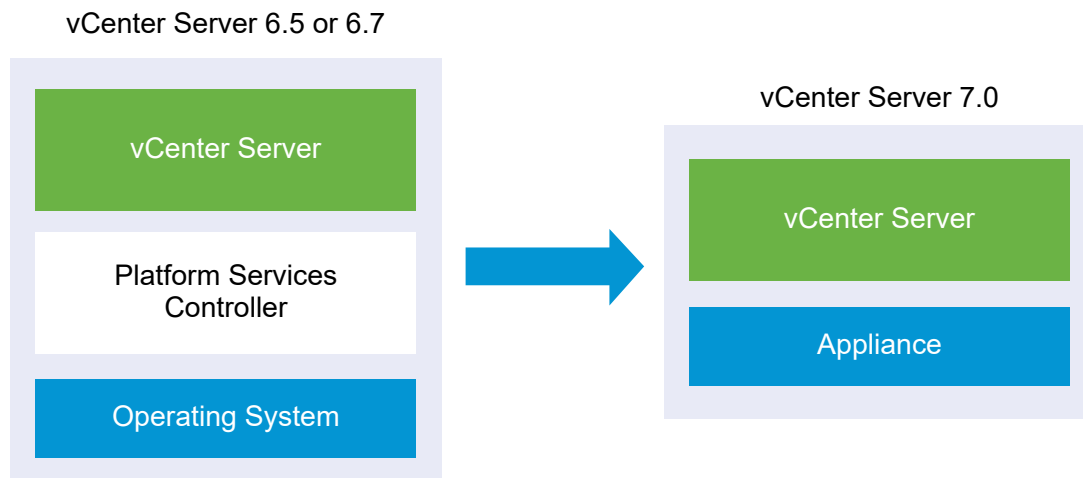 vCenter Server 6.5 or 6.7
vCenter Server
Platform Services
Controller
Operating System
vCenter Server 7.0
vCenter Server
Appliance